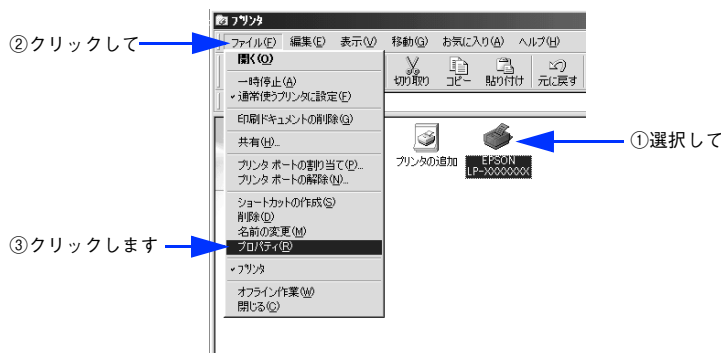 プリンタ
②クリックして
ファイル(F) 編集(E) 表示(V) 移動(G) お気に入り(A) ヘルプ(H)
開く(O)
切り取り コピー 貼り付け 元に戻す
一時停止(A)
通常使うプリンタに設定(F)
印刷ドキュメントの削除(G)
共有(H)...
プリンタの追加
EPSON
LP-XXXXXXX
①選択して
プリンタ ポートの割り当て(P)...
プリンタ ポートの解除(N)...
ショートカットの作成(S)
削除(D)
名前の変更(M)
③クリックします
プロパティ(R)
プリンタ
オフライン作業(W)
閉じる(C)